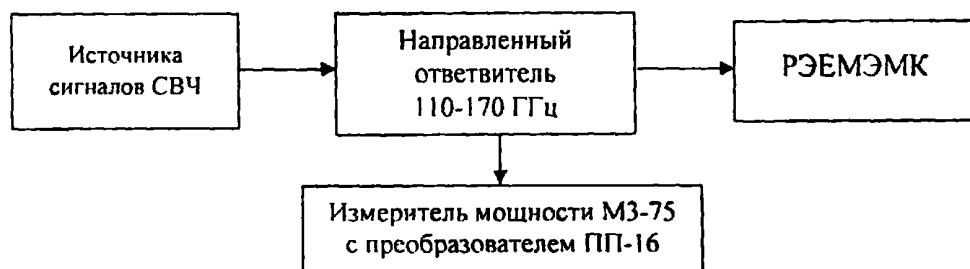 Источника
сигналов СВЧ
Направленный
ответвитель
110-170 ГГц
РЭЕМЭМК
Измеритель мощности М3-75
с преобразователем ПП-16